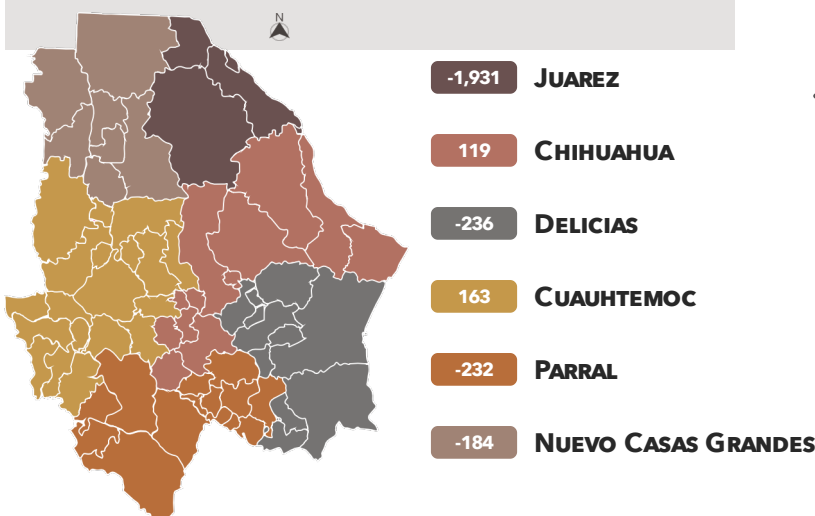 N
-1,931 JUAREZ
119 CHIHUAHUA
-236 DELICIAS
163 CUAUHTEMOC
-232 PARRAL
-184 NUEVO CASAS GRANDES